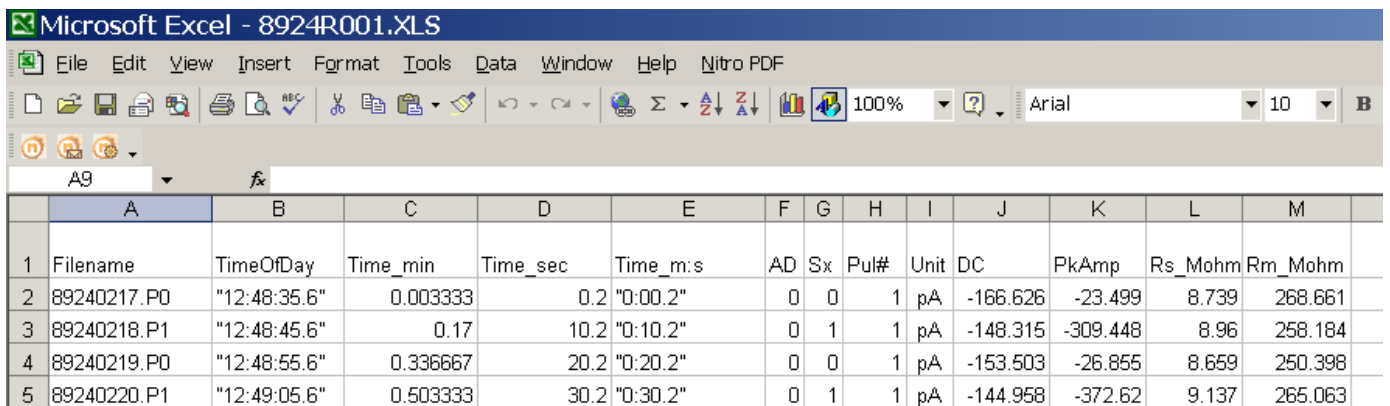 Microsoft Excel - 8924R001.XLS
File Edit View Insert Format Tools Data Window Help Nitro PDF
ABC Σ A Z Z A 100% ? Arial 10 B
n
A9 fx
A B C D E F G H I J K L M
1 Filename TimeOfDay Time_min Time_sec Time_m:s AD Sx Pul# Unit DC PkAmp Rs_Mohm Rm_Mohm
2 89240217.P0 "12:48:35.6" 0.003333 0.2 "0:00.2" 0 0 1 pA -166.626 -23.499 8.739 268.661
3 89240218.P1 "12:48:45.6" 0.17 10.2 "0:10.2" 0 1 1 pA -148.315 -309.448 8.96 258.184
4 89240219.P0 "12:48:55.6" 0.336667 20.2 "0:20.2" 0 0 1 pA -153.503 -26.855 8.659 250.398
5 89240220.P1 "12:49:05.6" 0.503333 30.2 "0:30.2" 0 1 1 pA -144.958 -372.62 9.137 265.063